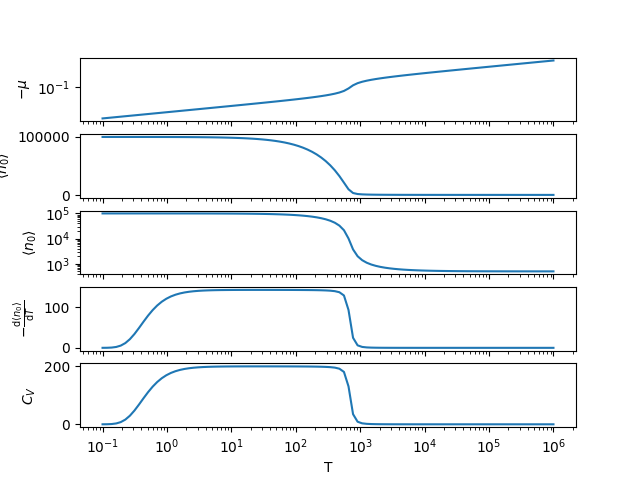 −μ
10⁻¹
⟨n₀⟩
100000
0
⟨n₀⟩
10⁵
10⁴
10³
−d⟨n₀⟩/dT
100
0
C_V
200
0
10⁻¹ 10⁰ 10¹ 10² 10³ 10⁴ 10⁵ 10⁶
T